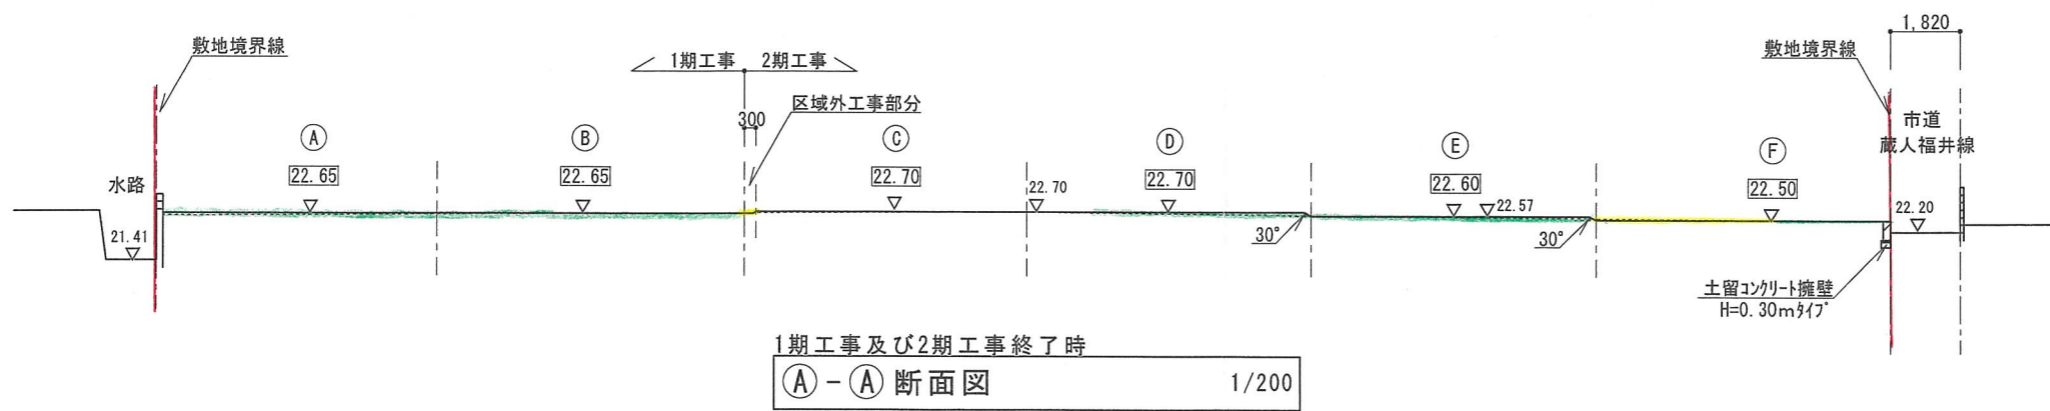 敷地境界線
1期工事 2期工事
区域外工事部分
300
敷地境界線
1,820
市道
蔵人福井線
水路
21.41
Ⓐ
22.65
Ⓑ
22.65
Ⓒ
22.70
22.70
Ⓓ
22.70
30°
Ⓔ
22.60
22.57
30°
Ⓕ
22.50
22.20
土留コンクリート擁壁
H=0.30mタイプ
1期工事及び2期工事終了時
Ⓐ-Ⓐ断面図 1/200